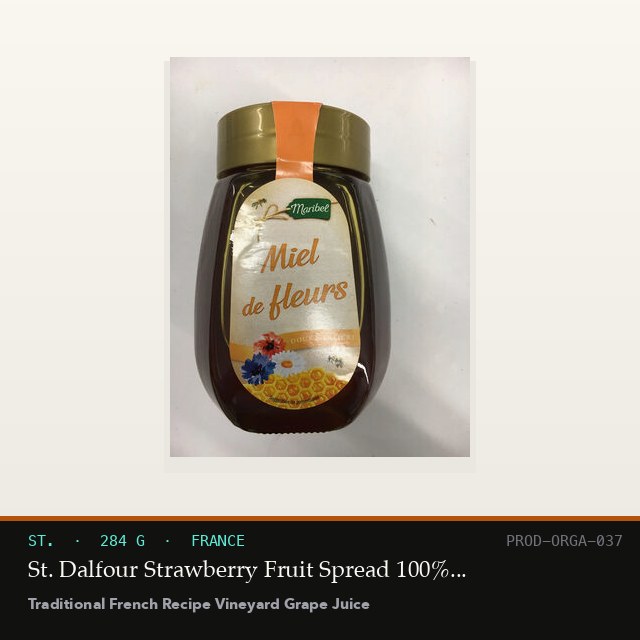 Maribel
Miel
de fleurs
ST. · 284 G · FRANCE
PROD–ORGA–037
St. Dalfour Strawberry Fruit Spread 100%...
Traditional French Recipe Vineyard Grape Juice